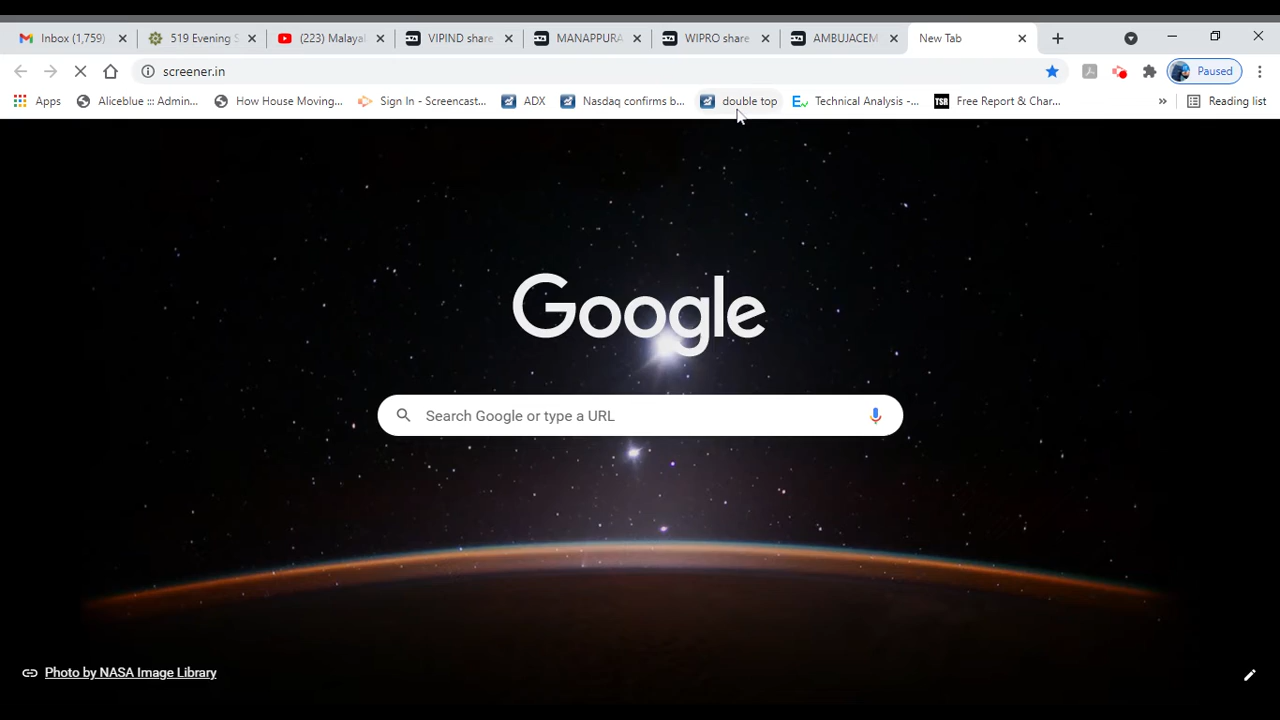 Inbox (1,759)
519 Evening S
(223) Malayal
VIPIND share
MANAPPURA
WIPRO share
AMBUJACEM
New Tab
screener.in
Paused
Apps
Aliceblue ::: Admin...
How House Moving...
Sign In - Screencast...
ADX
Nasdaq confirms b...
double top
Technical Analysis -...
TSR
Free Report & Char...
»
Reading list
Google
Search Google or type a URL
Photo by NASA Image Library